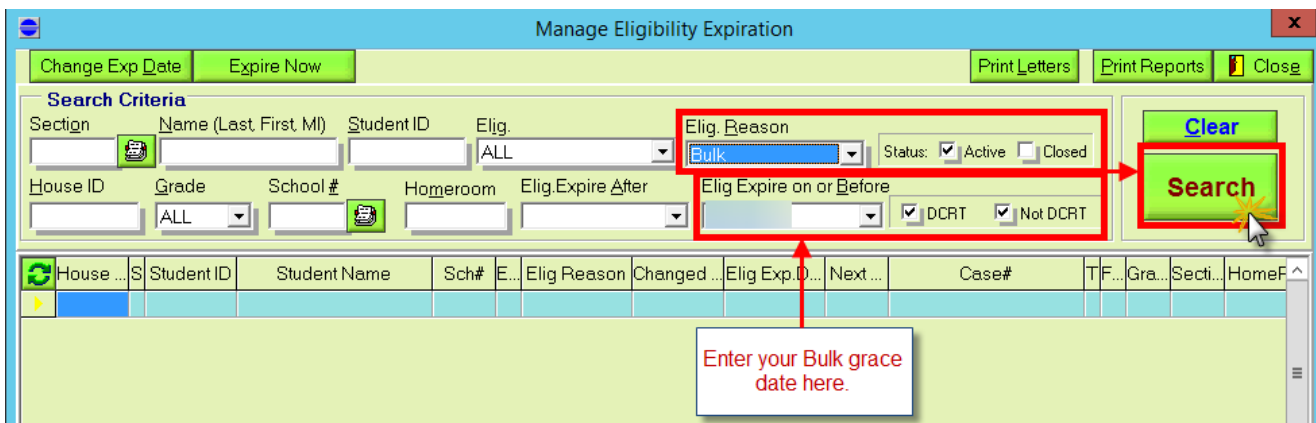 Manage Eligibility Expiration
x
Change Exp Date Expire Now Print Letters Print Reports Close
Search Criteria
Section Name (Last, First, MI) Student ID Elig. Elig. Reason
ALL Bulk Status: Active Closed
Clear
House ID Grade School # Homeroom Elig.Expire After Elig Expire on or Before
ALL DCRT Not DCRT
Search
House ... S Student ID Student Name Sch# E... Elig Reason Changed ... Elig Exp.D... Next ... Case# T F... Gra... Secti... HomeR
Enter your Bulk grace
date here.